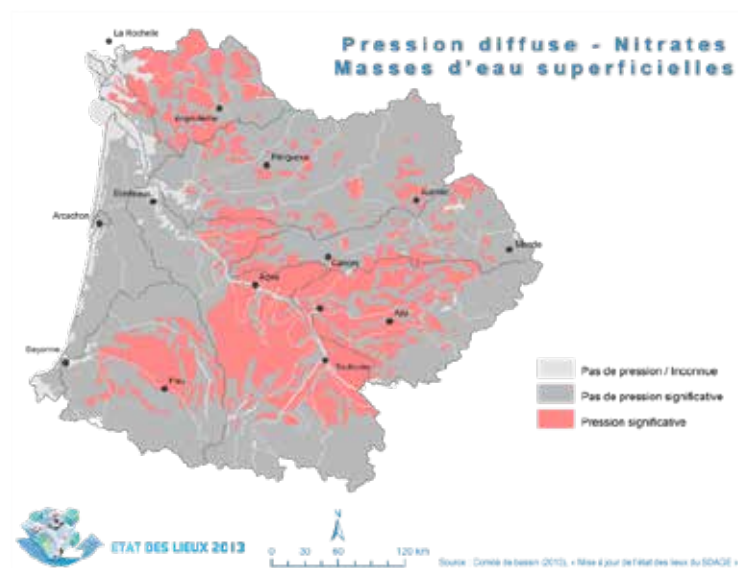 La Rochelle
Pression diffuse - Nitrates
Masses d'eau superficielles
Angoulême
Périgueux
Bordeaux
Aurillac
Arcachon
Mende
Cahors
Agen
Albi
Bayonne
Toulouse
Pau
Pas de pression / Inconnue
Pas de pression significative
Pression significative
N
ETAT DES LIEUX 2013
0 30 60 120 km
Source : Comité de bassin (2013), « Mise à jour de l'état des lieux du SDAGE »